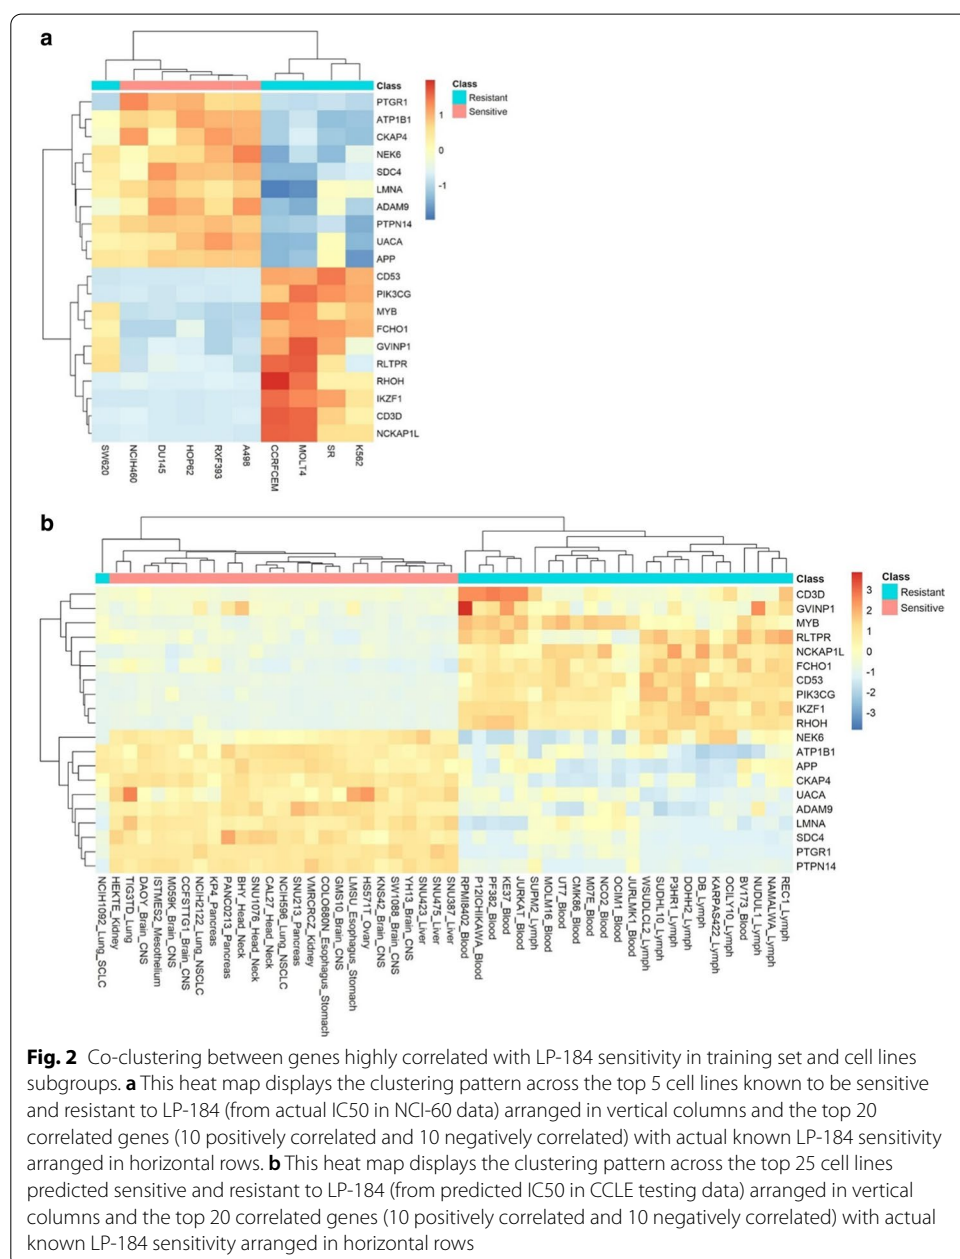 a
Class
PTGR1
ATP1B1
CKAP4
NEK6
SDC4
LMNA
ADAM9
PTPN14
UACA
APP
CD53
PIK3CG
MYB
FCHO1
GVINP1
RLTPR
RHOH
IKZF1
CD3D
NCKAP1L
1
0
-1
Class
Resistant
Sensitive
SW620
NCIH460
DU145
HOP62
RXF393
A498
CCRFCEM
MOLT4
SR
K562
b
Class
CD3D
GVINP1
MYB
RLTPR
NCKAP1L
FCHO1
CD53
PIK3CG
IKZF1
RHOH
NEK6
ATP1B1
APP
CKAP4
UACA
ADAM9
LMNA
SDC4
PTGR1
PTPN14
3
2
1
0
-1
-2
-3
Class
Resistant
Sensitive
NCIH1092_Lung_SCLC
HEKTE_Kidney
TIG3TD_Lung
DAOY_Brain_CNS
ISTMES2_Mesothelium
M059K_Brain_CNS
CCFSTTG1_Brain_CNS
NCIH2122_Lung_NSCLC
KP4_Pancreas
PANC0213_Pancreas
BHY_Head_Neck
SNU1076_Head_Neck
CAL27_Head_Neck
NCIH596_Lung_NSCLC
SNU213_Pancreas
VMRCRCZ_Kidney
COLO680N_Esophagus_Stomach
GMS10_Brain_CNS
LMSU_Esophagus_Stomach
HS571T_Ovary
KNS42_Brain_CNS
SW1088_Brain_CNS
YH13_Brain_CNS
SNU423_Liver
SNU475_Liver
SNU387_Liver
RPMI8402_Blood
P12ICHIKAWA_Blood
PF382_Blood
KE37_Blood
JURKAT_Blood
SUPM2_Lymph
MOLM16_Blood
UT7_Blood
CMK86_Blood
M07E_Blood
NCO2_Blood
OCIM1_Blood
JURLMK1_Blood
WSUDLCL2_Lymph
SUDHL10_Lymph
P3HR1_Lymph
DOHH2_Lymph
DB_Lymph
KARPAS422_Lymph
OCILY10_Lymph
BV173_Blood
NUDUL1_Lymph
NAMALWA_Lymph
REC1_Lymph
Fig. 2 Co-clustering between genes highly correlated with LP-184 sensitivity in training set and cell lines
subgroups. a This heat map displays the clustering pattern across the top 5 cell lines known to be sensitive
and resistant to LP-184 (from actual IC50 in NCI-60 data) arranged in vertical columns and the top 20
correlated genes (10 positively correlated and 10 negatively correlated) with actual known LP-184 sensitivity
arranged in horizontal rows. b This heat map displays the clustering pattern across the top 25 cell lines
predicted sensitive and resistant to LP-184 (from predicted IC50 in CCLE testing data) arranged in vertical
columns and the top 20 correlated genes (10 positively correlated and 10 negatively correlated) with actual
known LP-184 sensitivity arranged in horizontal rows